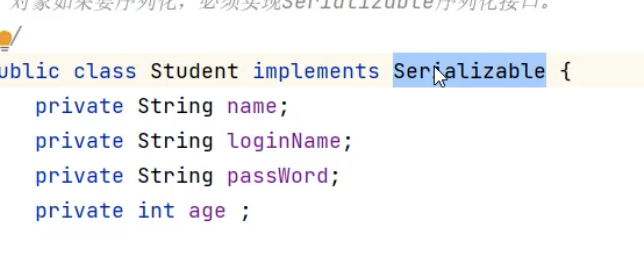 对象如果要序列化，必须实现Serializable序列化接口。
/
ublic class Student implements Serializable {
private String name;
private String loginName;
private String passWord;
private int age ;